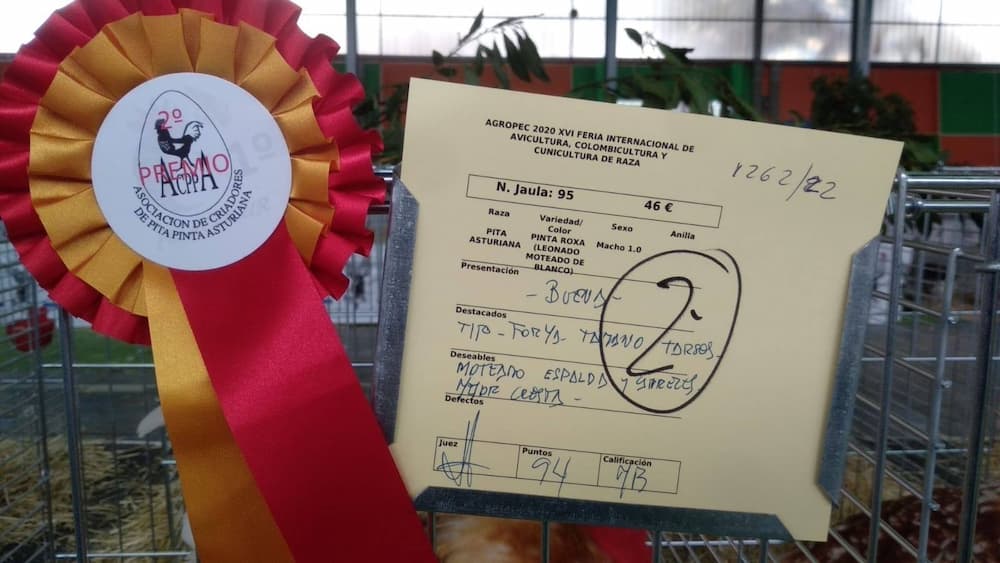 2º
PREMIO
ACPPA
ASOCIACION DE CRIADORES
DE PITA PINTA ASTURIANA
AGROPEC 2020 XVI FERIA INTERNACIONAL DE
AVICULTURA, COLOMBICULTURA Y
CUNICULTURA DE RAZA
1262/22
N. Jaula: 95 46 €
Raza Variedad/ Color Sexo Anilla
PITA ASTURIANA PINTA ROXA (LEONADO MOTEADO DE BLANCO) Macho 1.0
Presentación
- BUENA -
2
Destacados
TIPO - FORMA - TAMAÑO TARSOS -
Deseables
MOTEADO ESPALDA Y
MEJOR CRESTA -
Defectos
Juez Puntos Calificación
94 MB